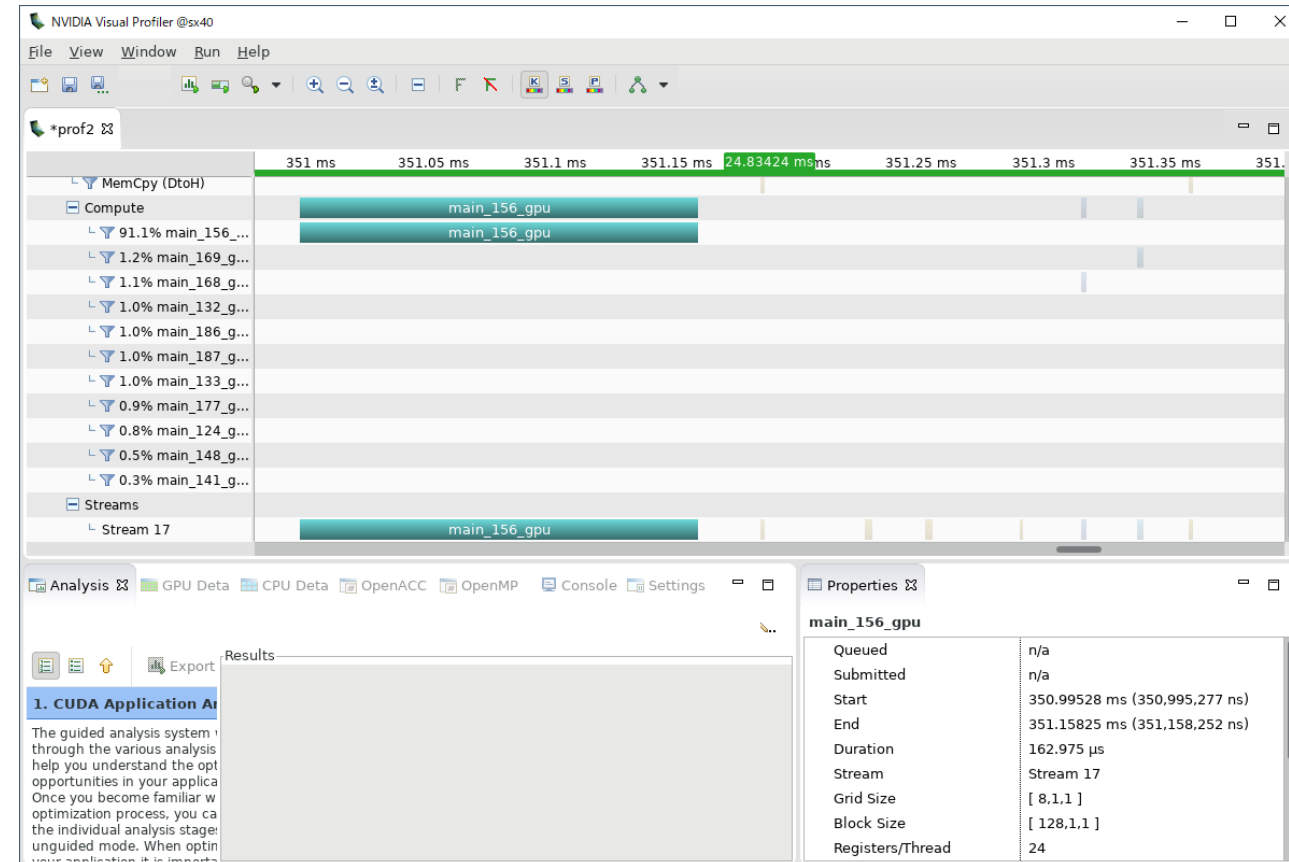 NVIDIA Visual Profiler @sx40
File View Window Run Help
*prof2
351 ms 351.05 ms 351.1 ms 351.15 ms 24.83424 ms ms 351.25 ms 351.3 ms 351.35 ms 351.
MemCpy (DtoH)
Compute main_156_gpu
91.1% main_156_... main_156_gpu
1.2% main_169_g...
1.1% main_168_g...
1.0% main_132_g...
1.0% main_186_g...
1.0% main_187_g...
1.0% main_133_g...
0.9% main_177_g...
0.8% main_124_g...
0.5% main_148_g...
0.3% main_141_g...
Streams
Stream 17 main_156_gpu
Analysis GPU Deta CPU Deta OpenACC OpenMP Console Settings
Export
Results
1. CUDA Application An
The guided analysis system
through the various analysis
help you understand the opt
opportunities in your applica
Once you become familiar w
optimization process, you ca
the individual analysis stage
unguided mode. When optin
your application it is importa
Properties
main_156_gpu
Queued n/a
Submitted n/a
Start 350.99528 ms (350,995,277 ns)
End 351.15825 ms (351,158,252 ns)
Duration 162.975 µs
Stream Stream 17
Grid Size [ 8,1,1 ]
Block Size [ 128,1,1 ]
Registers/Thread 24